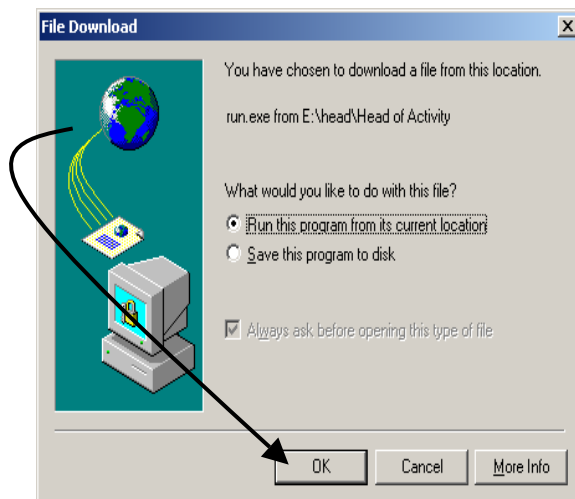 File Download
You have chosen to download a file from this location.
run.exe from E:\head\Head of Activity
What would you like to do with this file?
Run this program from its current location
Save this program to disk
Always ask before opening this type of file
OK Cancel More Info